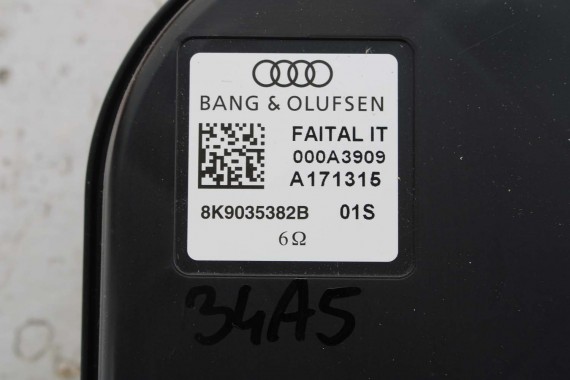 BANG & OLUFSEN
FAITAL IT
000A3909
A171315
8K9035382B 01S
6Ω
34A5